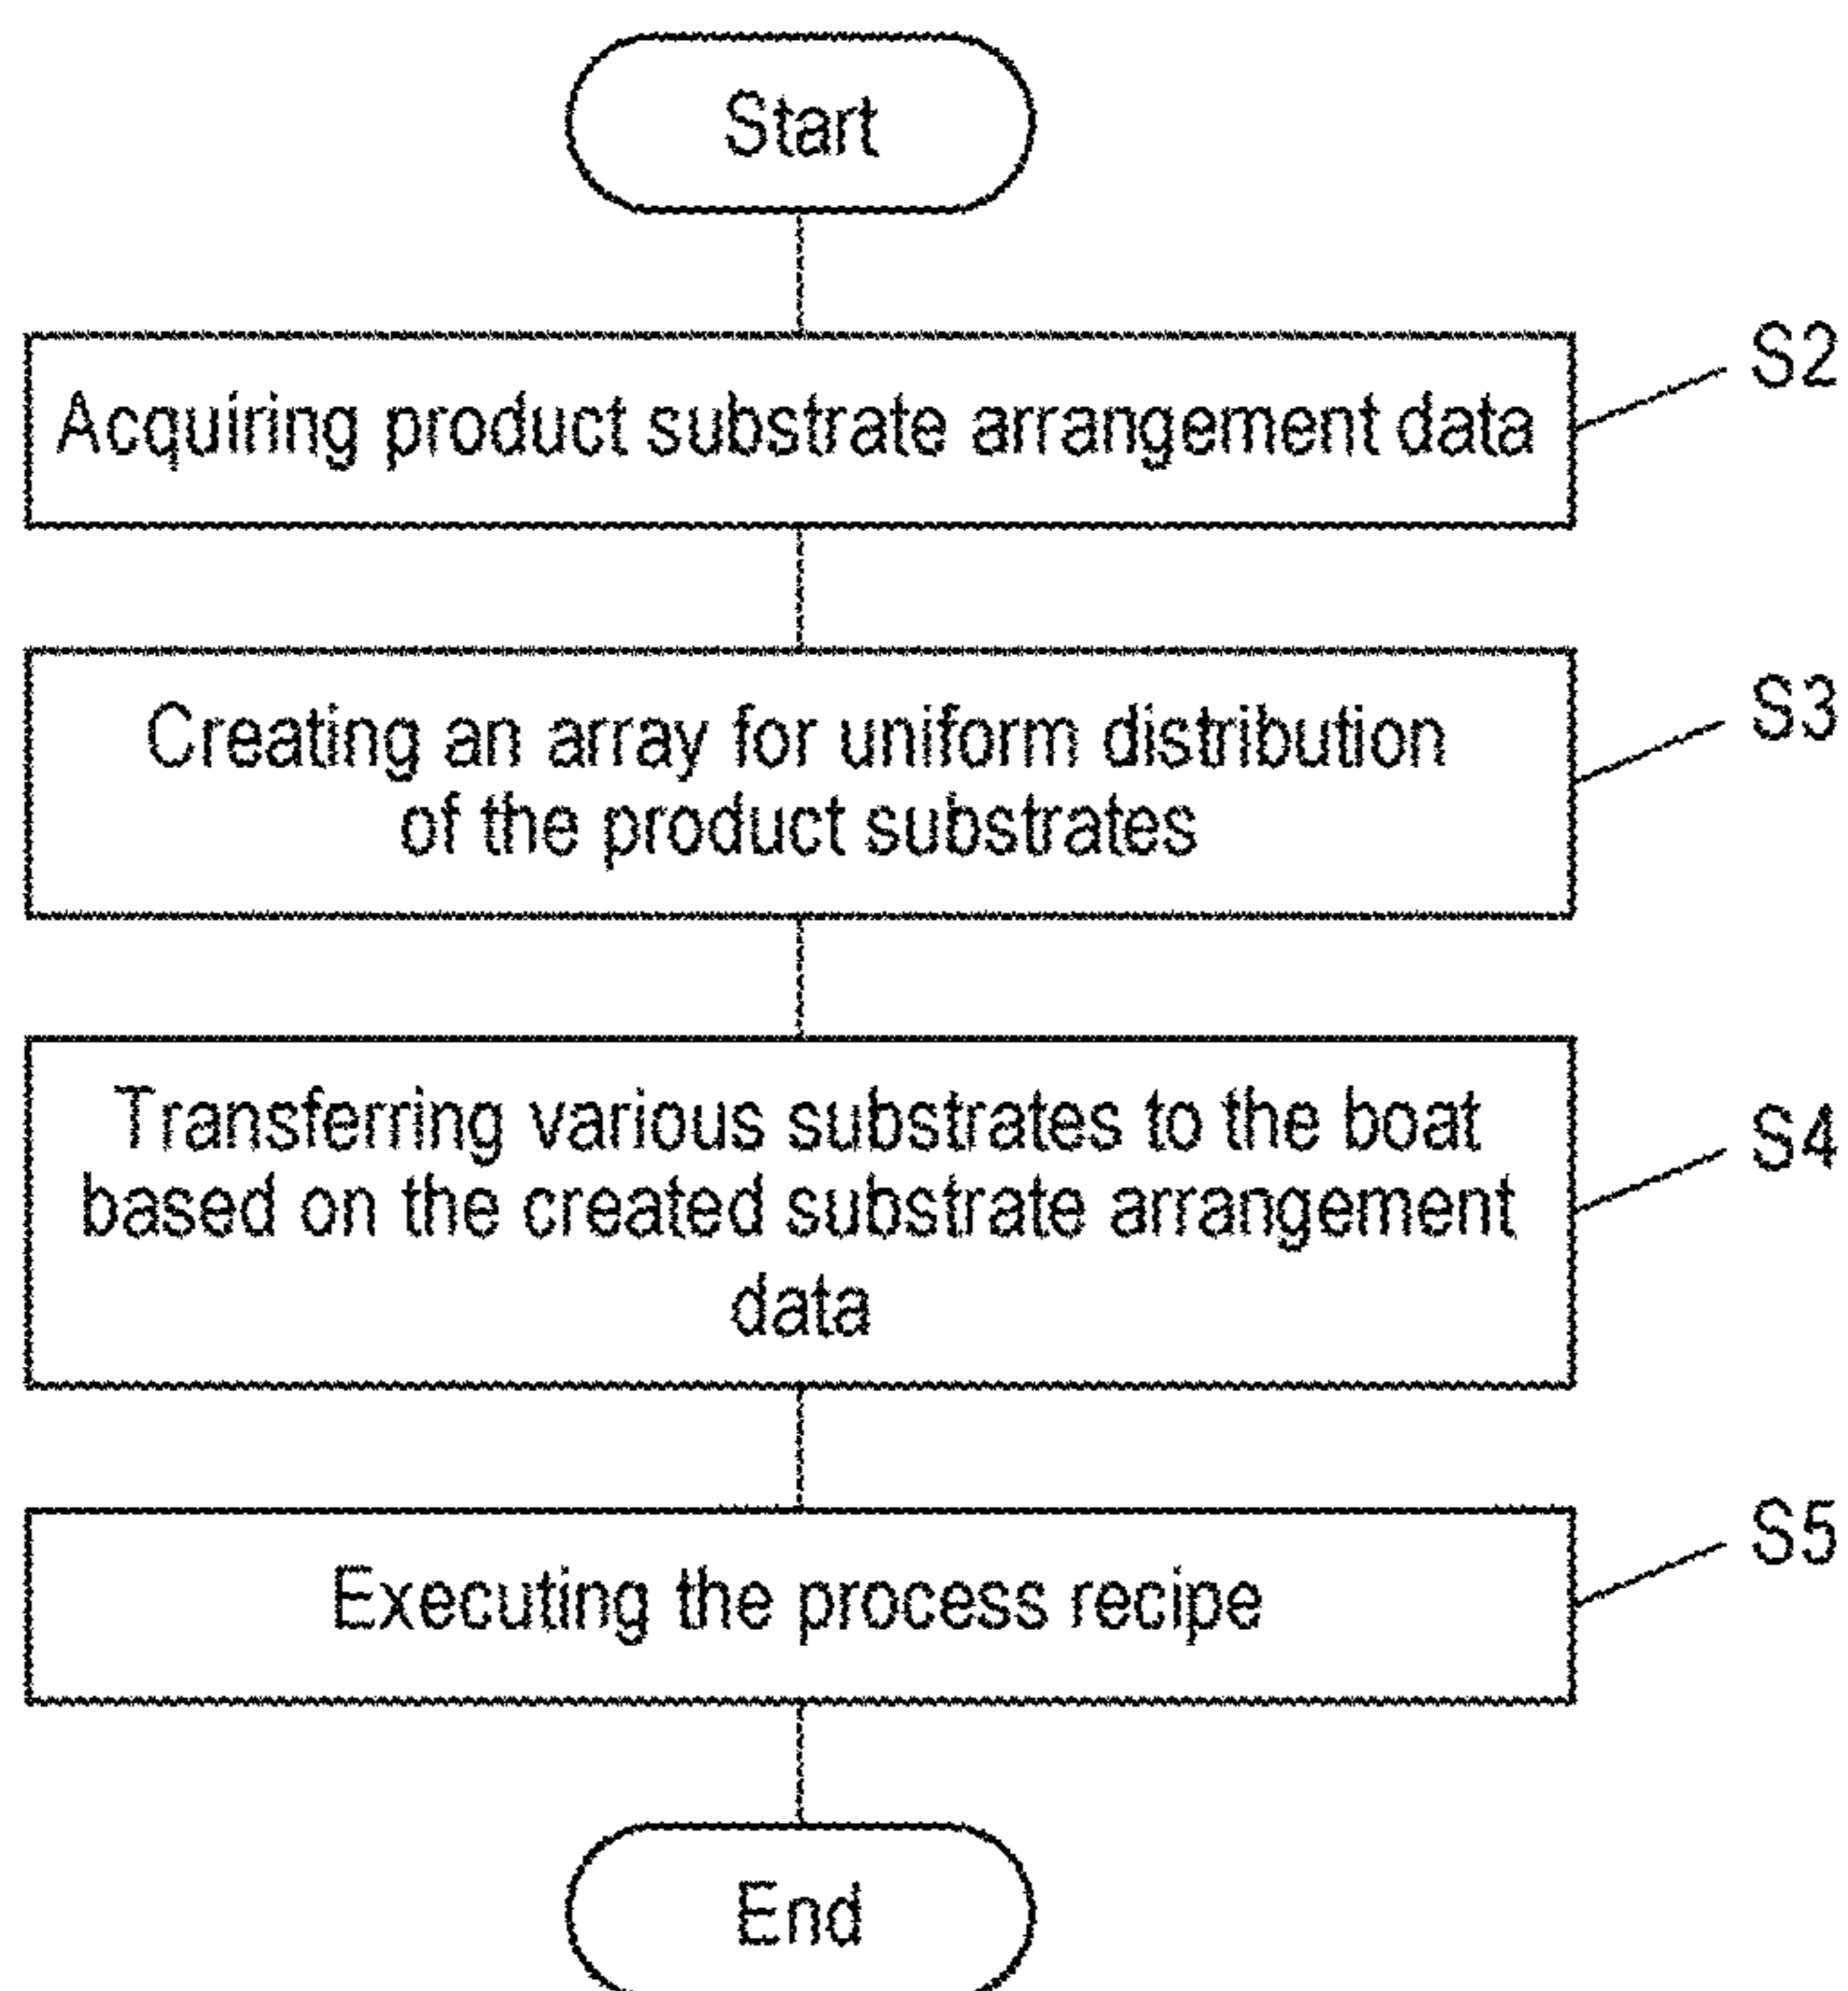 Start
Acquiring product substrate arrangement data
S2
Creating an array for uniform distribution
of the product substrates
S3
Transferring various substrates to the boat
based on the created substrate arrangement
data
S4
Executing the process recipe
S5
End